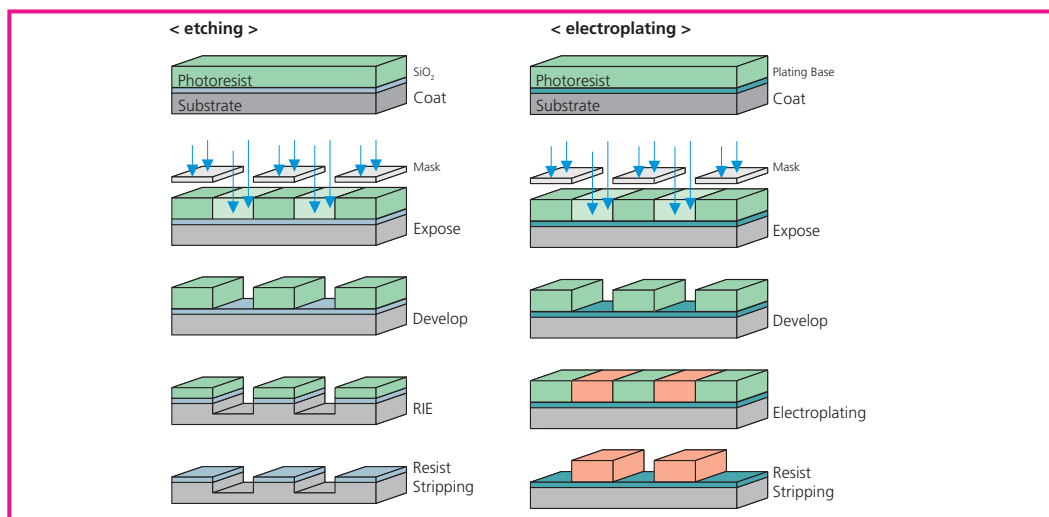 < etching >
SiO₂
Photoresist
Coat
Substrate
Mask
Expose
Develop
RIE
Resist
Stripping
< electroplating >
Plating Base
Photoresist
Coat
Substrate
Mask
Expose
Develop
Electroplating
Resist
Stripping